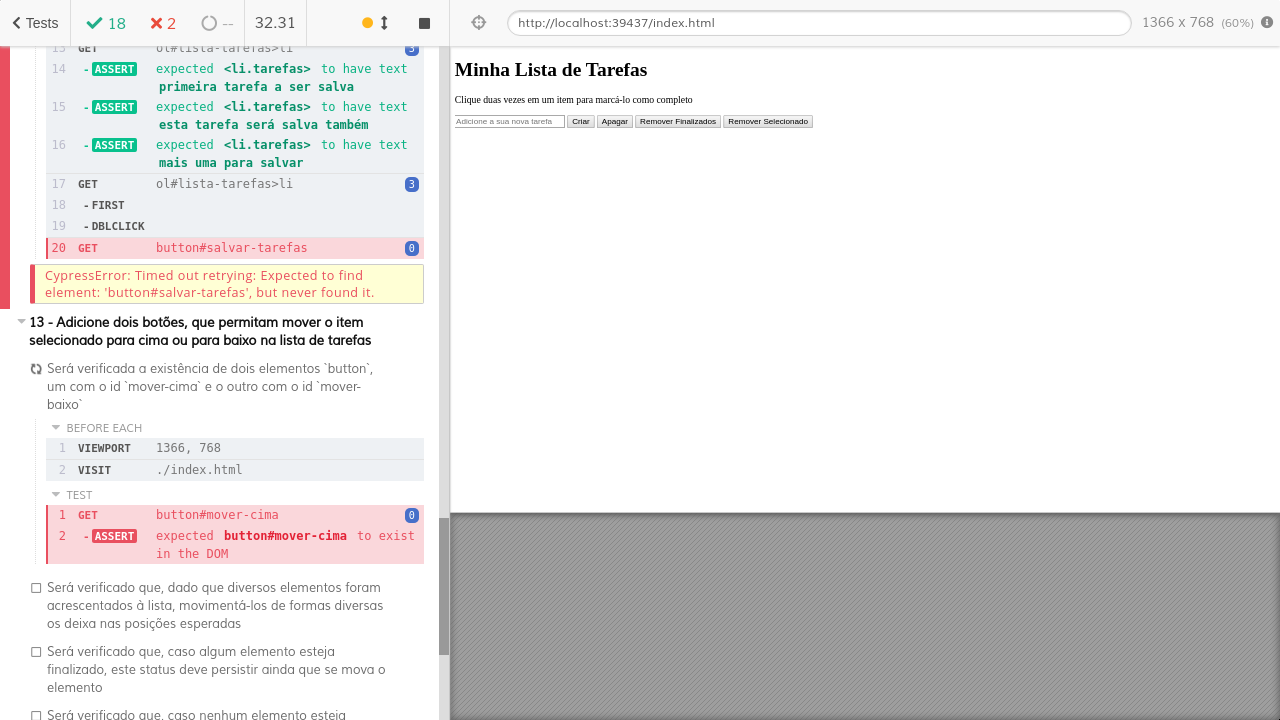 Tests 18 2 -- 32.31 http://localhost:39437/index.html 1366 x 768 (60%)
13 GET ol#lista-tarefas>li 3
14 -ASSERT expected <li.tarefas> to have text
primeira tarefa a ser salva
15 -ASSERT expected <li.tarefas> to have text
esta tarefa será salva também
16 -ASSERT expected <li.tarefas> to have text
mais uma para salvar
17 GET ol#lista-tarefas>li 3
18 -FIRST
19 -DBLCLICK
20 GET button#salvar-tarefas 0
CypressError: Timed out retrying: Expected to find
element: 'button#salvar-tarefas', but never found it.
13 - Adicione dois botões, que permitam mover o item
selecionado para cima ou para baixo na lista de tarefas
Será verificada a existência de dois elementos `button`,
um com o id `mover-cima` e o outro com o id `mover-
baixo`
BEFORE EACH
1 VIEWPORT 1366, 768
2 VISIT ./index.html
TEST
1 GET button#mover-cima 0
2 -ASSERT expected button#mover-cima to exist
in the DOM
Será verificado que, dado que diversos elementos foram
acrescentados à lista, movimentá-los de formas diversas
os deixa nas posições esperadas
Será verificado que, caso algum elemento esteja
finalizado, este status deve persistir ainda que se mova o
elemento
Será verificado que, caso nenhum elemento esteja
Minha Lista de Tarefas
Clique duas vezes em um item para marcá-lo como completo
Adicione a sua nova tarefa Criar Apagar Remover Finalizados Remover Selecionado